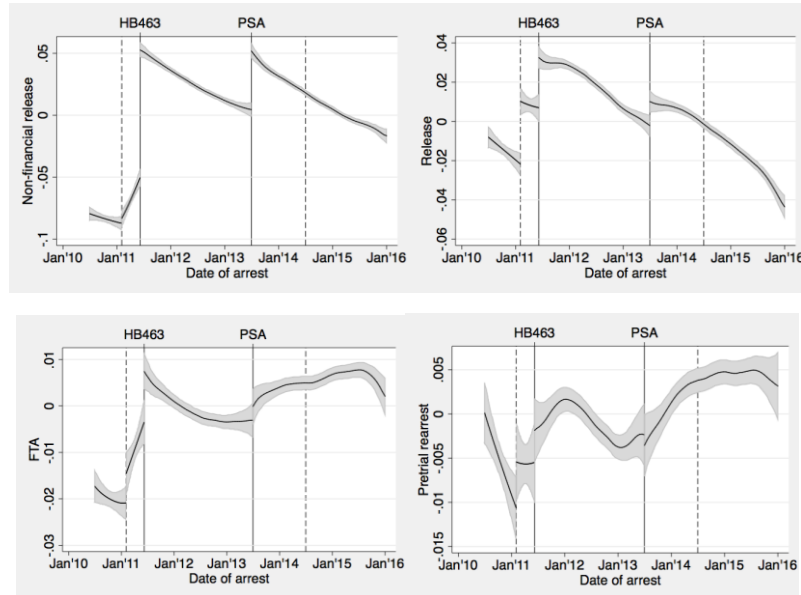 HB463 PSA
Non-financial release
.05
0
-.05
-.1
Jan'10 Jan'11 Jan'12 Jan'13 Jan'14 Jan'15 Jan'16
Date of arrest
HB463 PSA
Release
.04
.02
0
-.02
-.04
-.06
Jan'10 Jan'11 Jan'12 Jan'13 Jan'14 Jan'15 Jan'16
Date of arrest
HB463 PSA
FTA
.01
0
-.01
-.02
-.03
Jan'10 Jan'11 Jan'12 Jan'13 Jan'14 Jan'15 Jan'16
Date of arrest
HB463 PSA
Pretrial rearrest
.005
0
-.005
-.01
-.015
Jan'10 Jan'11 Jan'12 Jan'13 Jan'14 Jan'15 Jan'16
Date of arrest